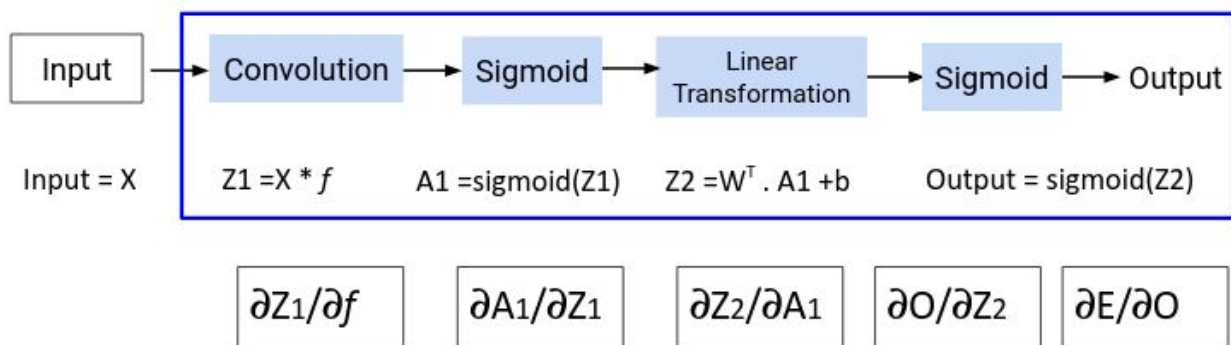 Input
Convolution
Sigmoid
Linear
Transformation
Sigmoid
Output
Input = X
Z1 =X * f
A1 =sigmoid(Z1)
Z2 =Wᵀ . A1 +b
Output = sigmoid(Z2)
∂Z1/∂f
∂A1/∂Z1
∂Z2/∂A1
∂O/∂Z2
∂E/∂O